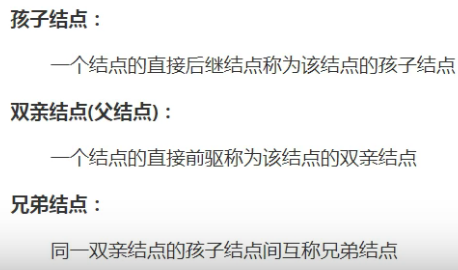 孩子结点：
一个结点的直接后继结点称为该结点的孩子结点
双亲结点(父结点)：
一个结点的直接前驱称为该结点的双亲结点
兄弟结点：
同一双亲结点的孩子结点间互称兄弟结点